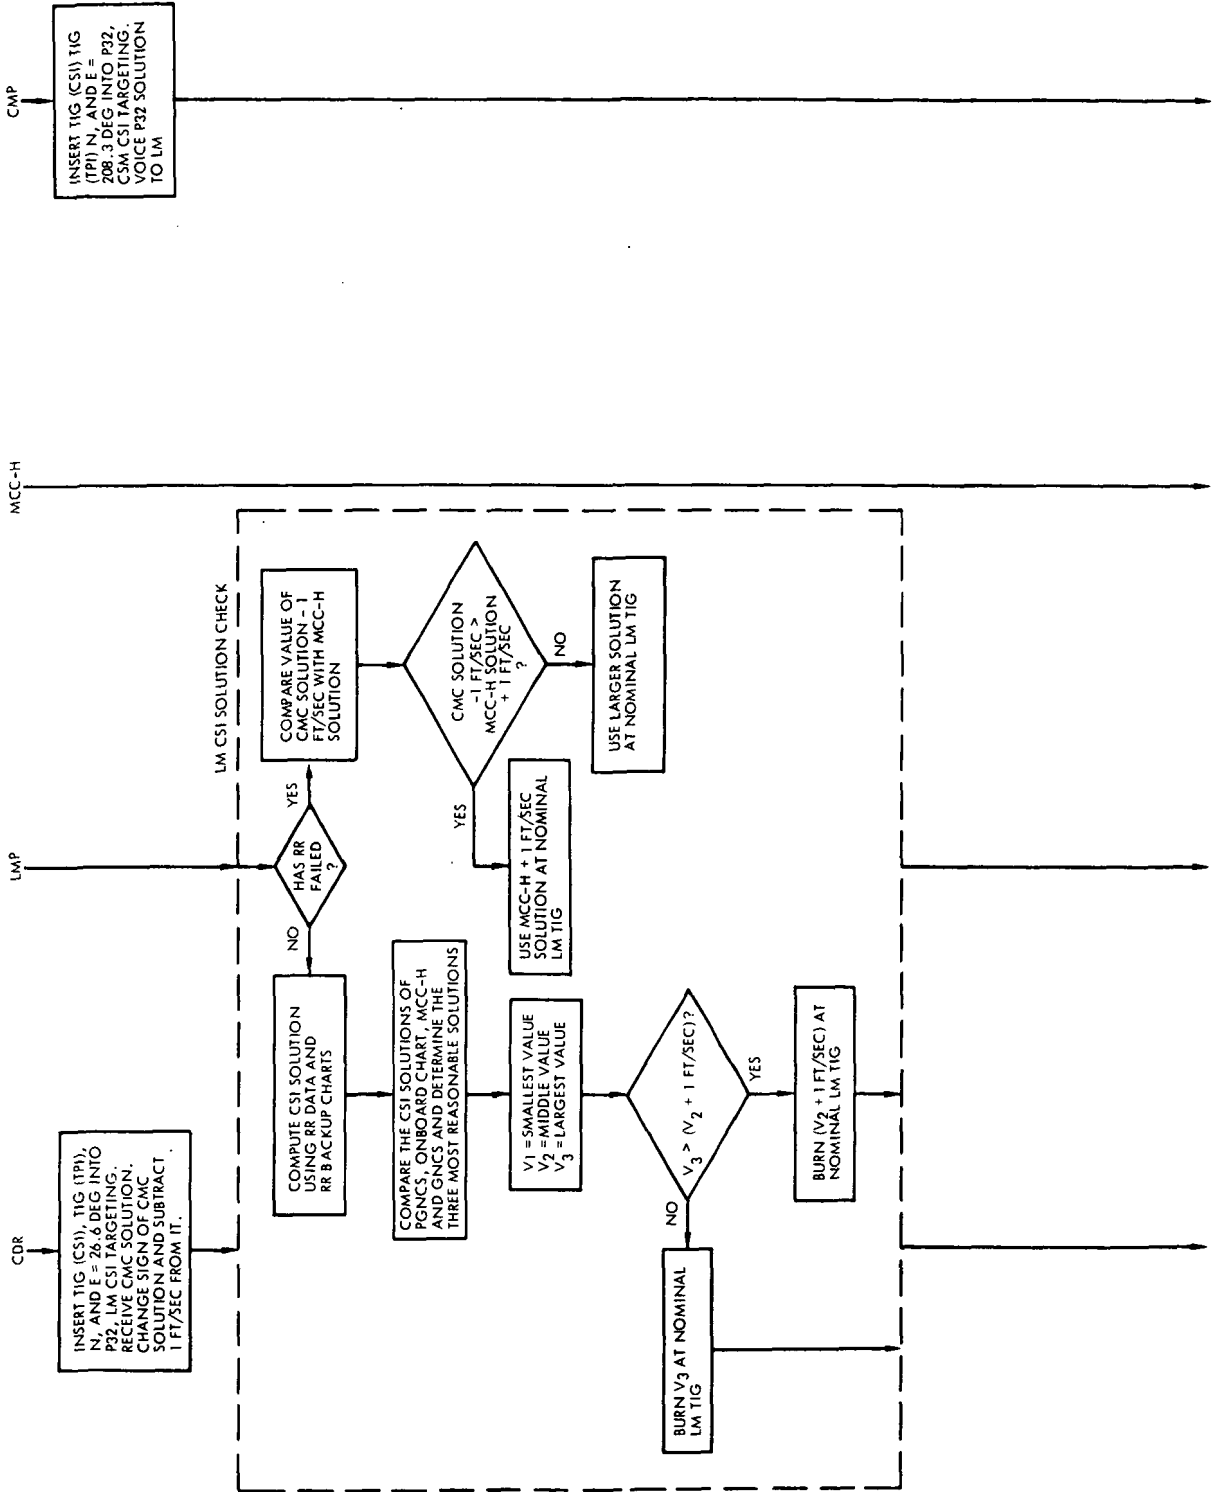 CDR
LMP
MCC-H
CMP
INSERT TIG (CSI), TIG (TPI),
N, AND E = 26.6 DEG INTO
P32, LM CSI TARGETING.
RECEIVE CMC SOLUTION.
CHANGE SIGN OF CMC
SOLUTION AND SUBTRACT
1 FT/SEC FROM IT.
INSERT TIG (CSI) TIG
(TPI) N, AND E =
208.3 DEG INTO P32,
CSM CSI TARGETING.
VOICE P32 SOLUTION
TO LM
LM CSI SOLUTION CHECK
HAS RR
FAILED
?
NO
YES
COMPUTE CSI SOLUTION
USING RR DATA AND
RR BACKUP CHARTS
COMPARE VALUE OF
CMC SOLUTION - 1
FT/SEC WITH MCC-H
SOLUTION
COMPARE THE CSI SOLUTIONS OF
PGNCS, ONBOARD CHART, MCC-H
AND GNCS AND DETERMINE THE
THREE MOST REASONABLE SOLUTIONS
CMC SOLUTION
-1 FT/SEC >
MCC-H SOLUTION
+ 1 FT/SEC
?
YES
NO
V1 = SMALLEST VALUE
V2 = MIDDLE VALUE
V3 = LARGEST VALUE
USE MCC-H + 1 FT/SEC
SOLUTION AT NOMINAL
LM TIG
USE LARGER SOLUTION
AT NOMINAL LM TIG
V3 > (V2 + 1 FT/SEC)?
NO
YES
BURN V3 AT NOMINAL
LM TIG
BURN (V2 + 1 FT/SEC) AT
NOMINAL LM TIG